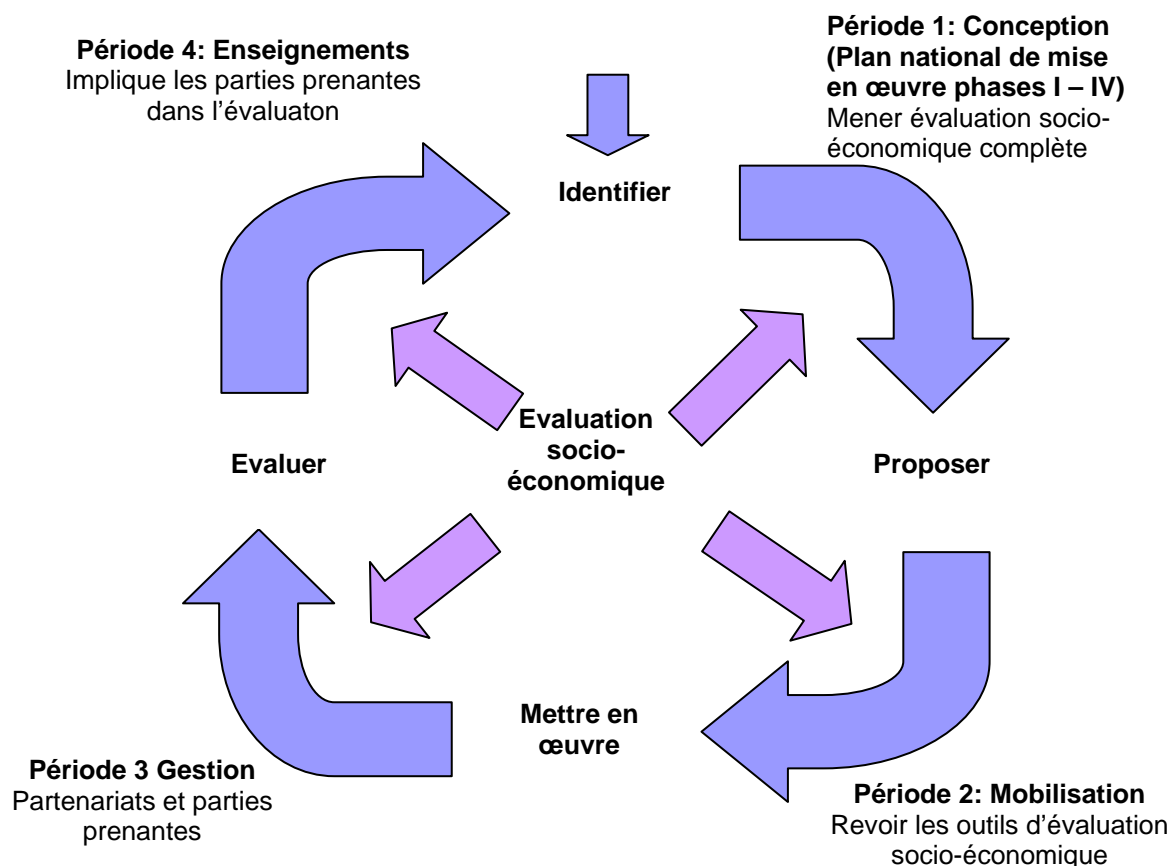 Période 4: Enseignements
Implique les parties prenantes
dans l'évaluaton
Période 1: Conception
(Plan national de mise
en œuvre phases I – IV)
Mener évaluation socio-
économique complète
Identifier
Evaluation
socio-
économique
Evaluer
Proposer
Mettre en
œuvre
Période 3 Gestion
Partenariats et parties
prenantes
Période 2: Mobilisation
Revoir les outils d'évaluation
socio-économique